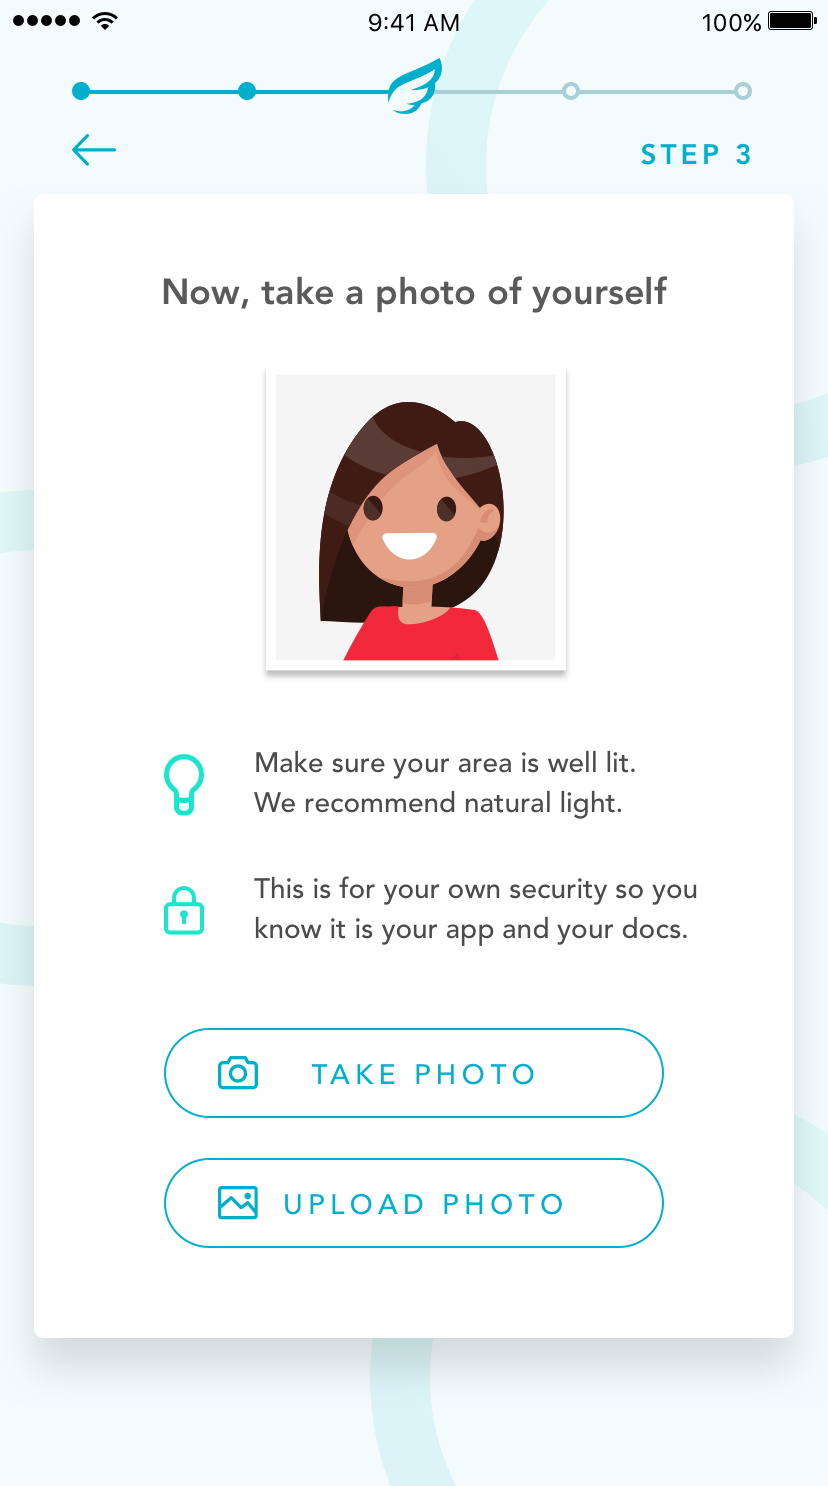 9:41 AM
100%
STEP 3
Now, take a photo of yourself
Make sure your area is well lit.
We recommend natural light.
This is for your own security so you
know it is your app and your docs.
TAKE PHOTO
UPLOAD PHOTO